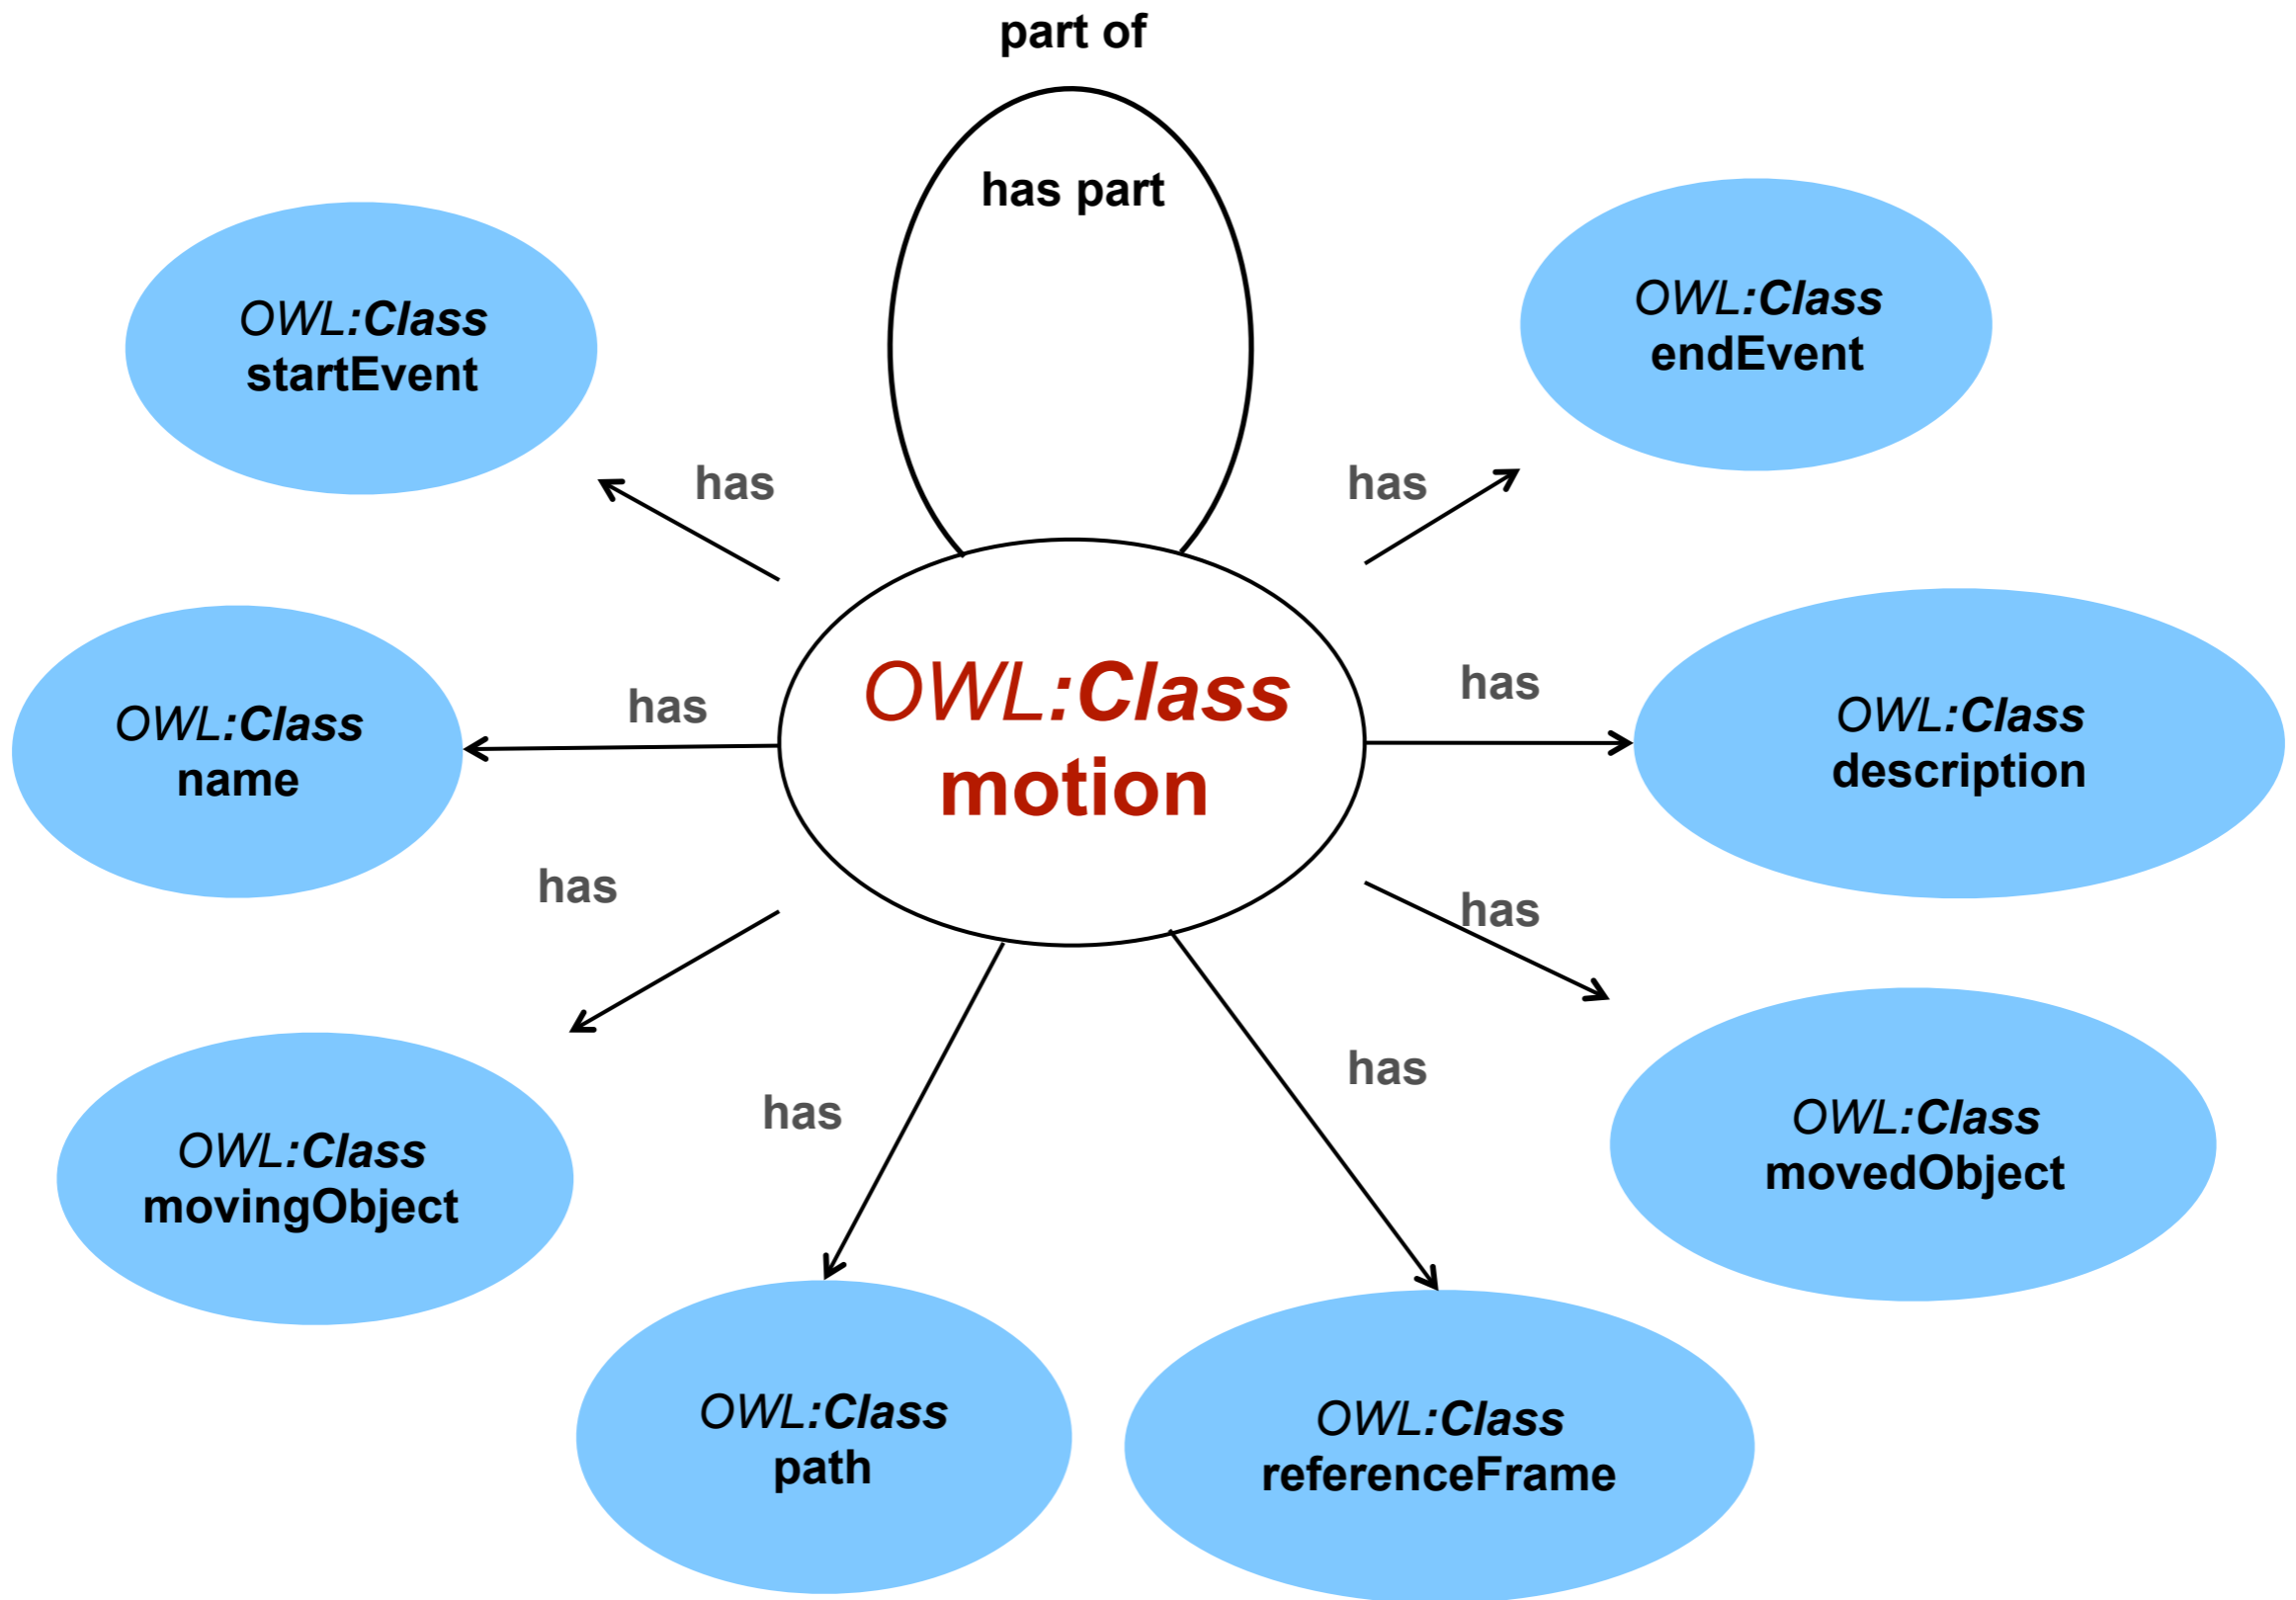 part of
has part
OWL:Class
startEvent
OWL:Class
endEvent
has
has
OWL:Class
motion
has
has
OWL:Class
name
OWL:Class
description
has
has
OWL:Class
movingObject
has
has
OWL:Class
movedObject
OWL:Class
path
OWL:Class
referenceFrame